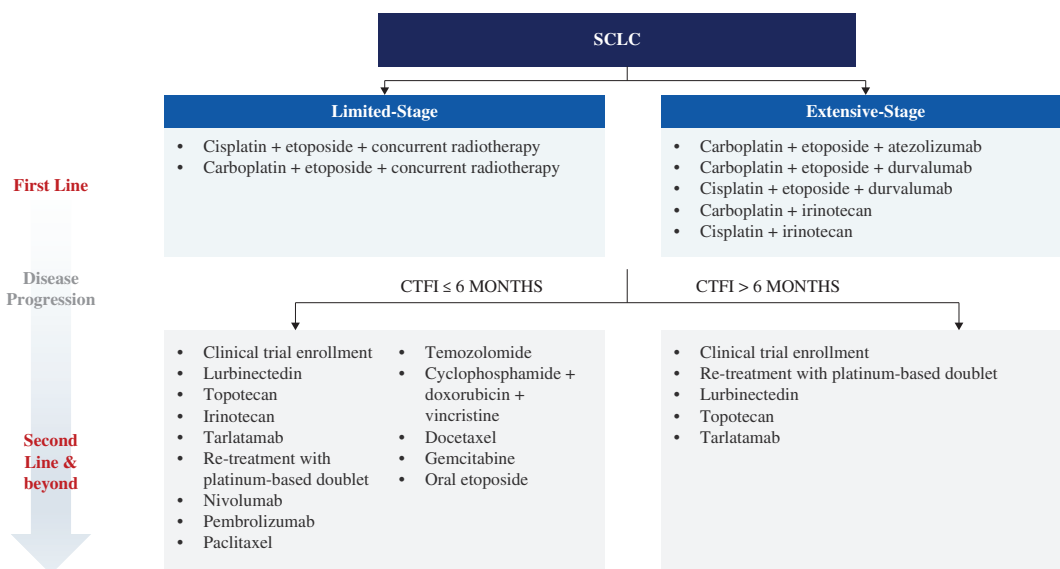 SCLC
Limited-Stage
• Cisplatin + etoposide + concurrent radiotherapy
• Carboplatin + etoposide + concurrent radiotherapy
Extensive-Stage
• Carboplatin + etoposide + atezolizumab
• Carboplatin + etoposide + durvalumab
• Cisplatin + etoposide + durvalumab
• Carboplatin + irinotecan
• Cisplatin + irinotecan
First Line
Disease
Progression
CTFI ≤ 6 MONTHS
CTFI > 6 MONTHS
Second
Line &
beyond
• Clinical trial enrollment
• Lurbinectedin
• Topotecan
• Irinotecan
• Tarlatamab
• Re-treatment with
platinum-based doublet
• Nivolumab
• Pembrolizumab
• Paclitaxel
• Temozolomide
• Cyclophosphamide +
doxorubicin +
vincristine
• Docetaxel
• Gemcitabine
• Oral etoposide
• Clinical trial enrollment
• Re-treatment with platinum-based doublet
• Lurbinectedin
• Topotecan
• Tarlatamab